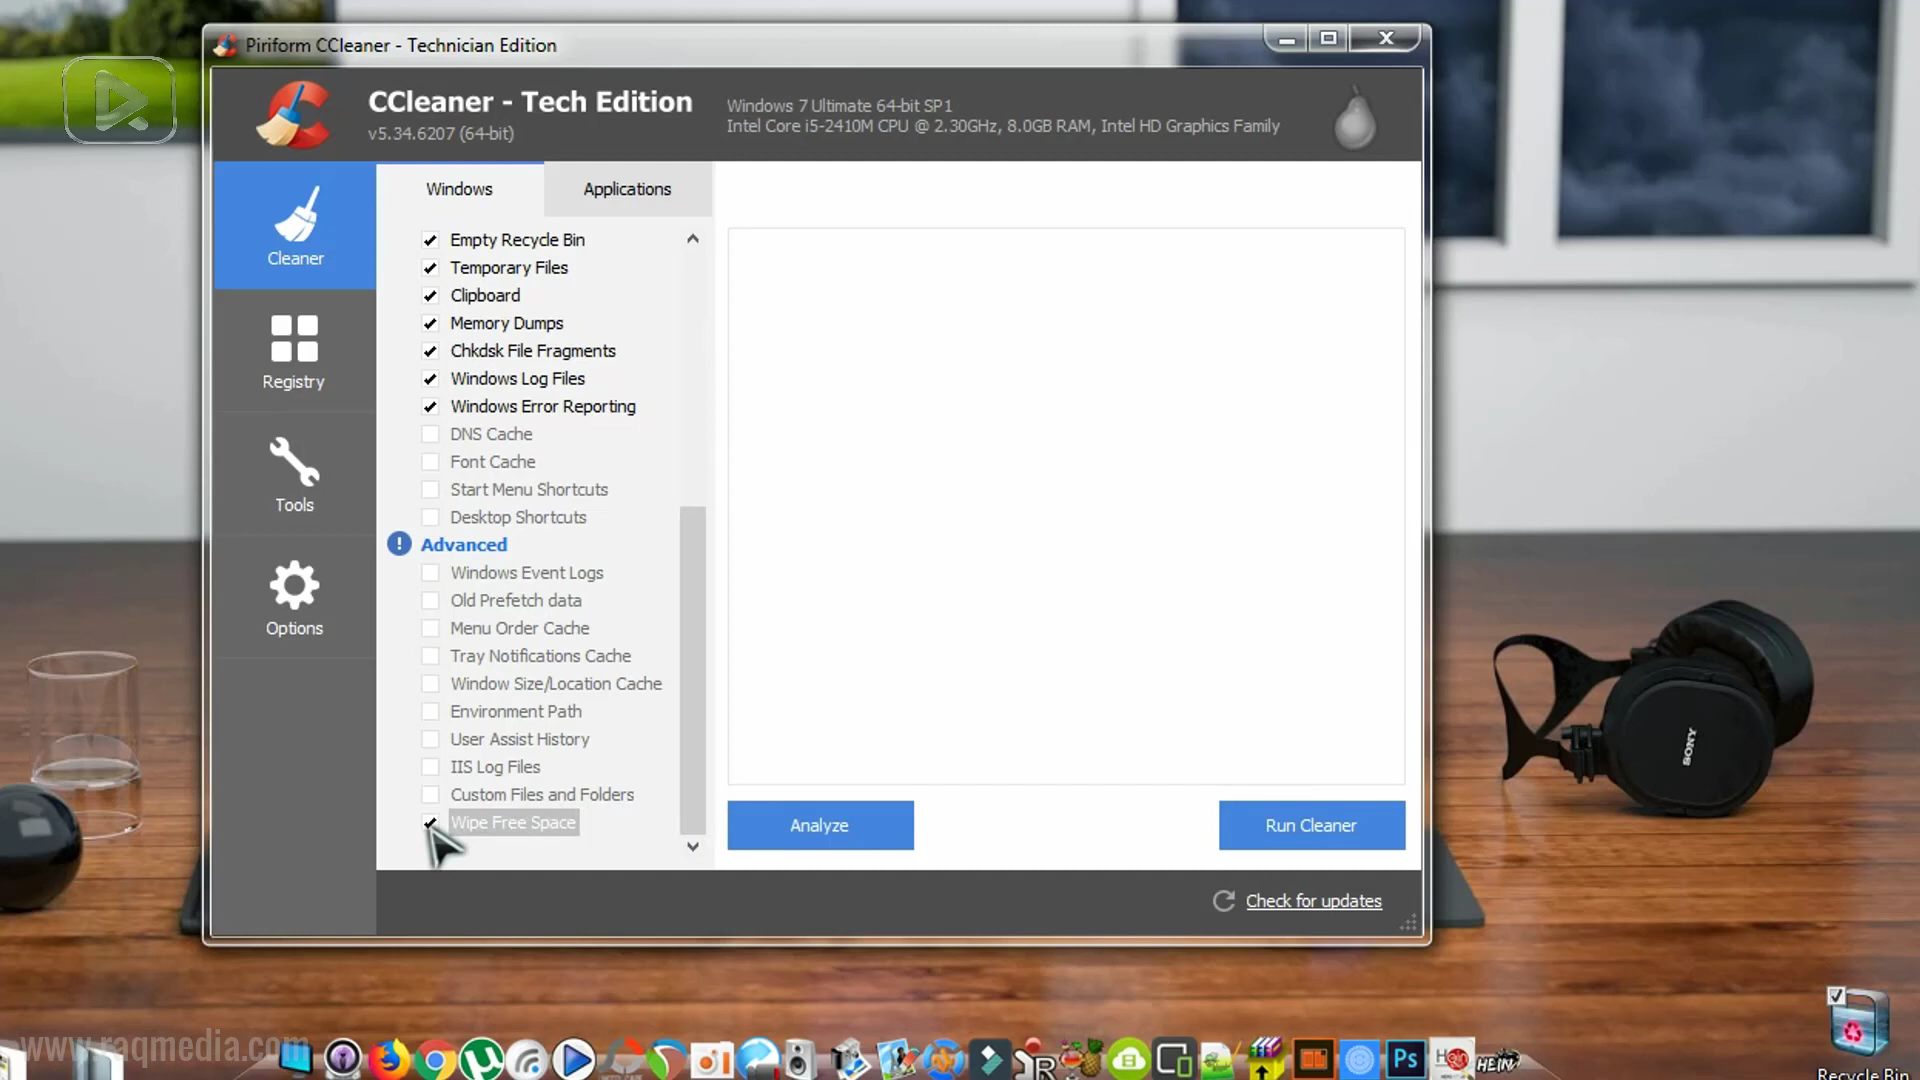 Piriform CCleaner - Technician Edition
CCleaner - Tech Edition
v5.34.6207 (64-bit)
Windows 7 Ultimate 64-bit SP1
Intel Core i5-2410M CPU @ 2.30GHz, 8.0GB RAM, Intel HD Graphics Family
Cleaner
Registry
Tools
Options
Windows
Applications
Empty Recycle Bin
Temporary Files
Clipboard
Memory Dumps
Chkdsk File Fragments
Windows Log Files
Windows Error Reporting
DNS Cache
Font Cache
Start Menu Shortcuts
Desktop Shortcuts
Advanced
Windows Event Logs
Old Prefetch data
Menu Order Cache
Tray Notifications Cache
Window Size/Location Cache
Environment Path
User Assist History
IIS Log Files
Custom Files and Folders
Wipe Free Space
Analyze
Run Cleaner
Check for updates
SONY
www.raqmedia.com
Ps
HEIN
Recycle Bin